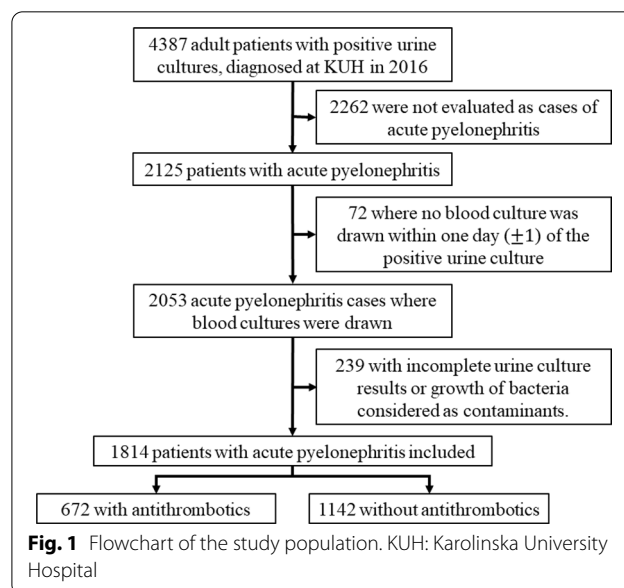 4387 adult patients with positive urine
cultures, diagnosed at KUH in 2016
2262 were not evaluated as cases of
acute pyelonephritis
2125 patients with acute pyelonephritis
72 where no blood culture was
drawn within one day (±1) of the
positive urine culture
2053 acute pyelonephritis cases where
blood cultures were drawn
239 with incomplete urine culture
results or growth of bacteria
considered as contaminants.
1814 patients with acute pyelonephritis included
672 with antithrombotics
1142 without antithrombotics
Fig. 1 Flowchart of the study population. KUH: Karolinska University
Hospital